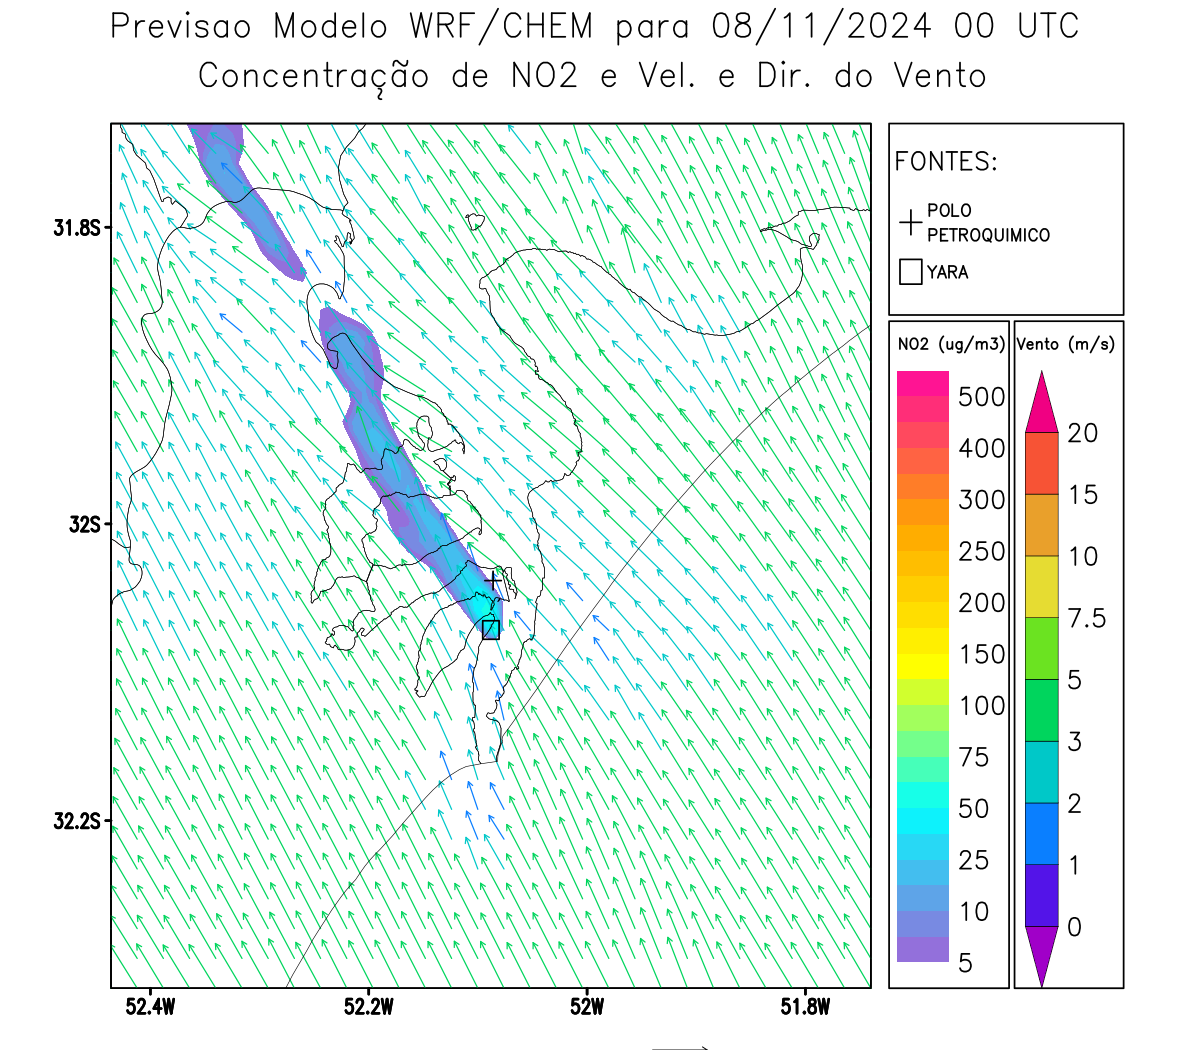 Previsao Modelo WRF/CHEM para 08/11/2024 00 UTC
Concentração de NO2 e Vel. e Dir. do Vento
FONTES:
POLO
PETROQUIMICO
YARA
NO2 (ug/m3)
500
400
300
250
200
150
100
75
50
25
10
5
Vento (m/s)
20
15
10
7.5
5
3
2
1
0
31.8S
32S
32.2S
52.4W
52.2W
52W
51.8W